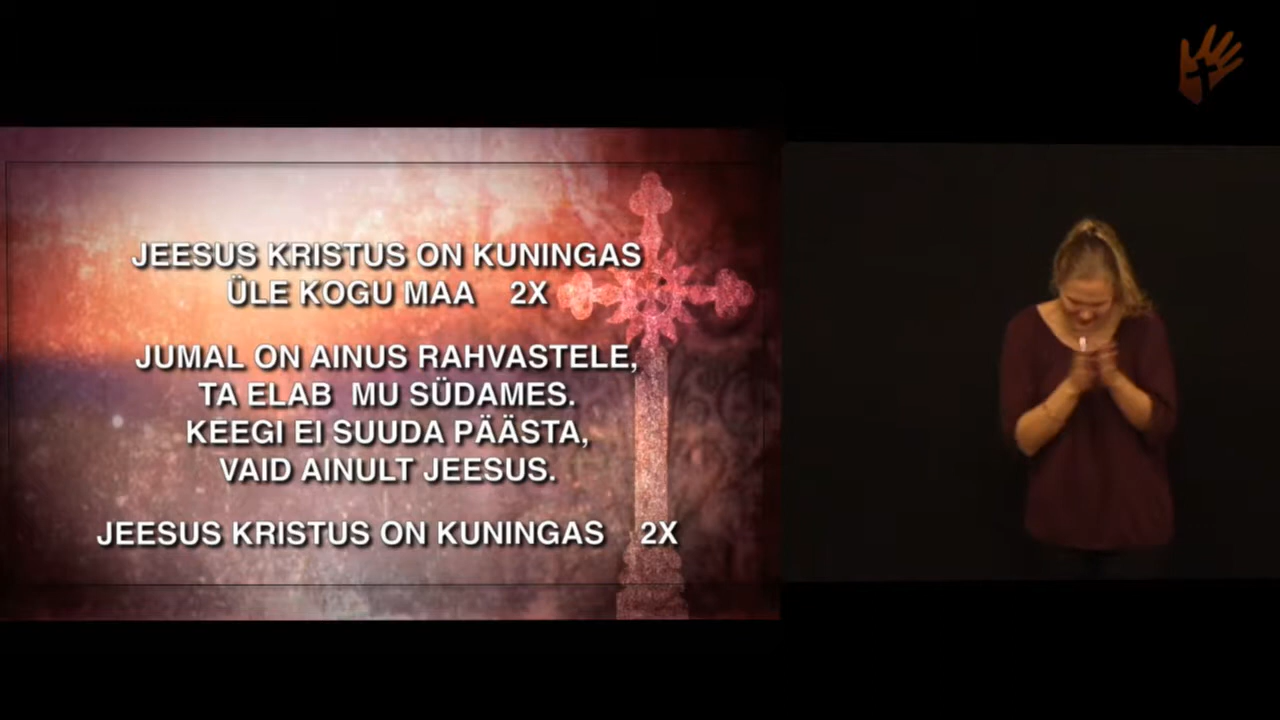 JEESUS KRISTUS ON KUNINGAS
ÜLE KOGU MAA 2X
JUMAL ON AINUS RAHVASTELE,
TA ELAB MU SÜDAMES.
KEEGI EI SUUDA PÄÄSTA,
VAID AINULT JEESUS.
JEESUS KRISTUS ON KUNINGAS 2X